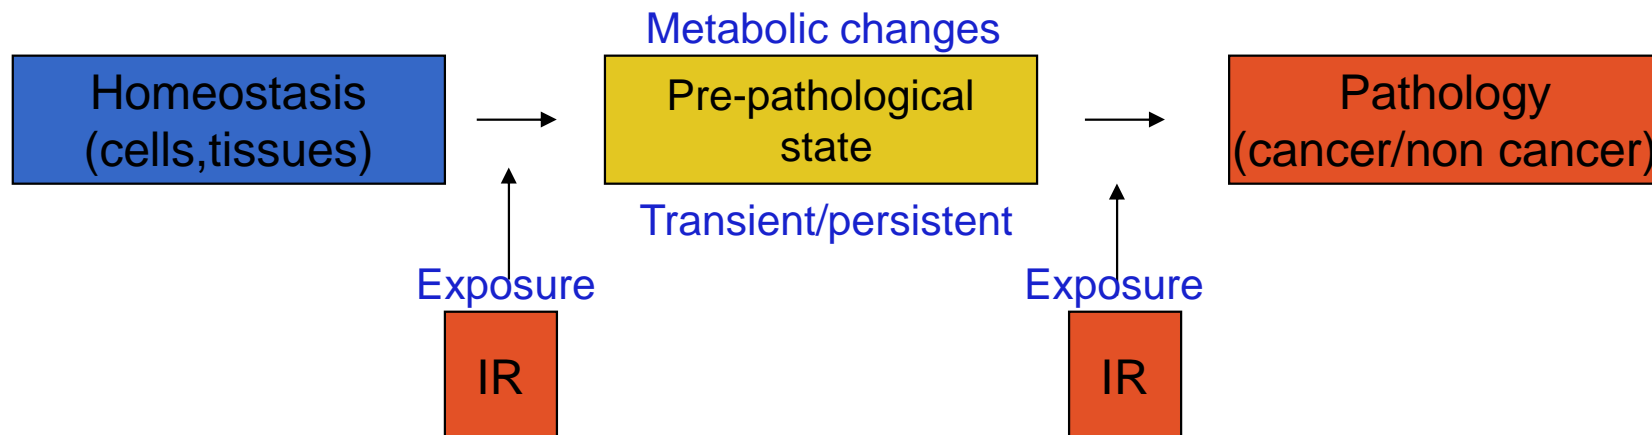 Metabolic changes
Homeostasis
(cells,tissues)
Pre-pathological
state
Pathology
(cancer/non cancer)
Transient/persistent
Exposure
Exposure
IR
IR